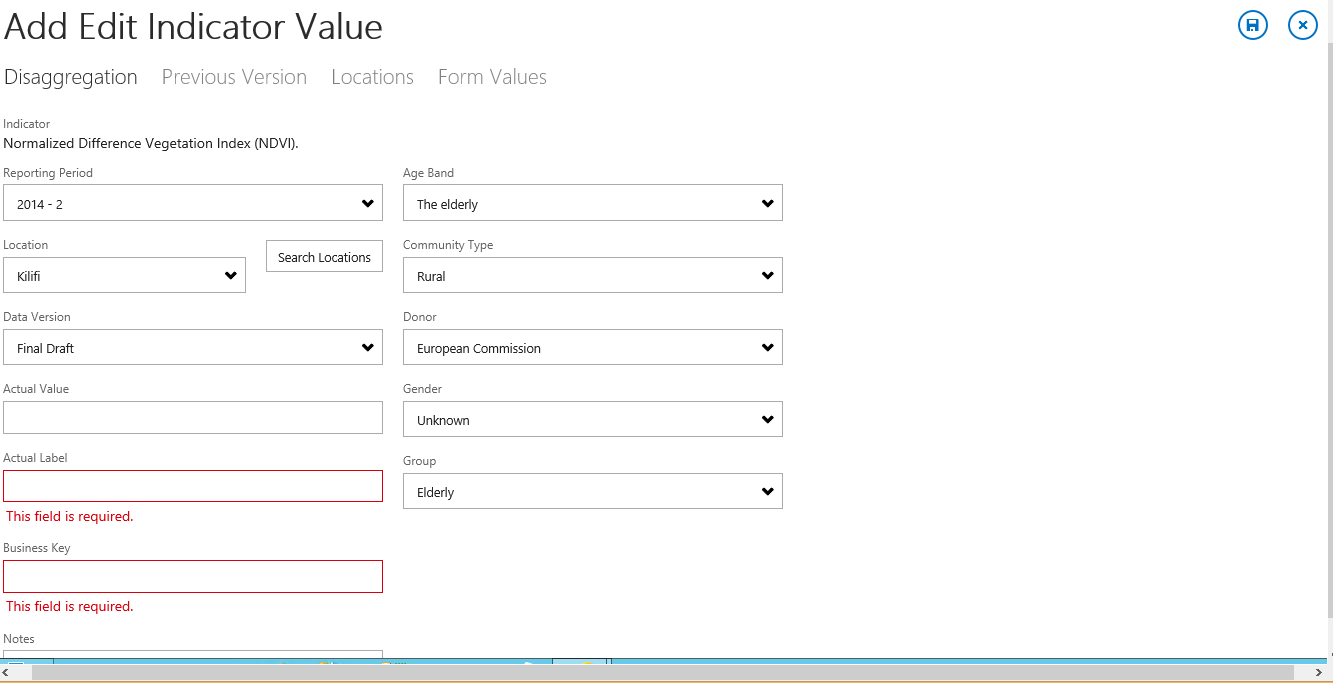 Add Edit Indicator Value
Disaggregation Previous Version Locations Form Values
Indicator
Normalized Difference Vegetation Index (NDVI).
Reporting Period
2014 - 2
Location
Kilifi
Search Locations
Data Version
Final Draft
Actual Value
Actual Label
This field is required.
Business Key
This field is required.
Notes
Age Band
The elderly
Community Type
Rural
Donor
European Commission
Gender
Unknown
Group
Elderly